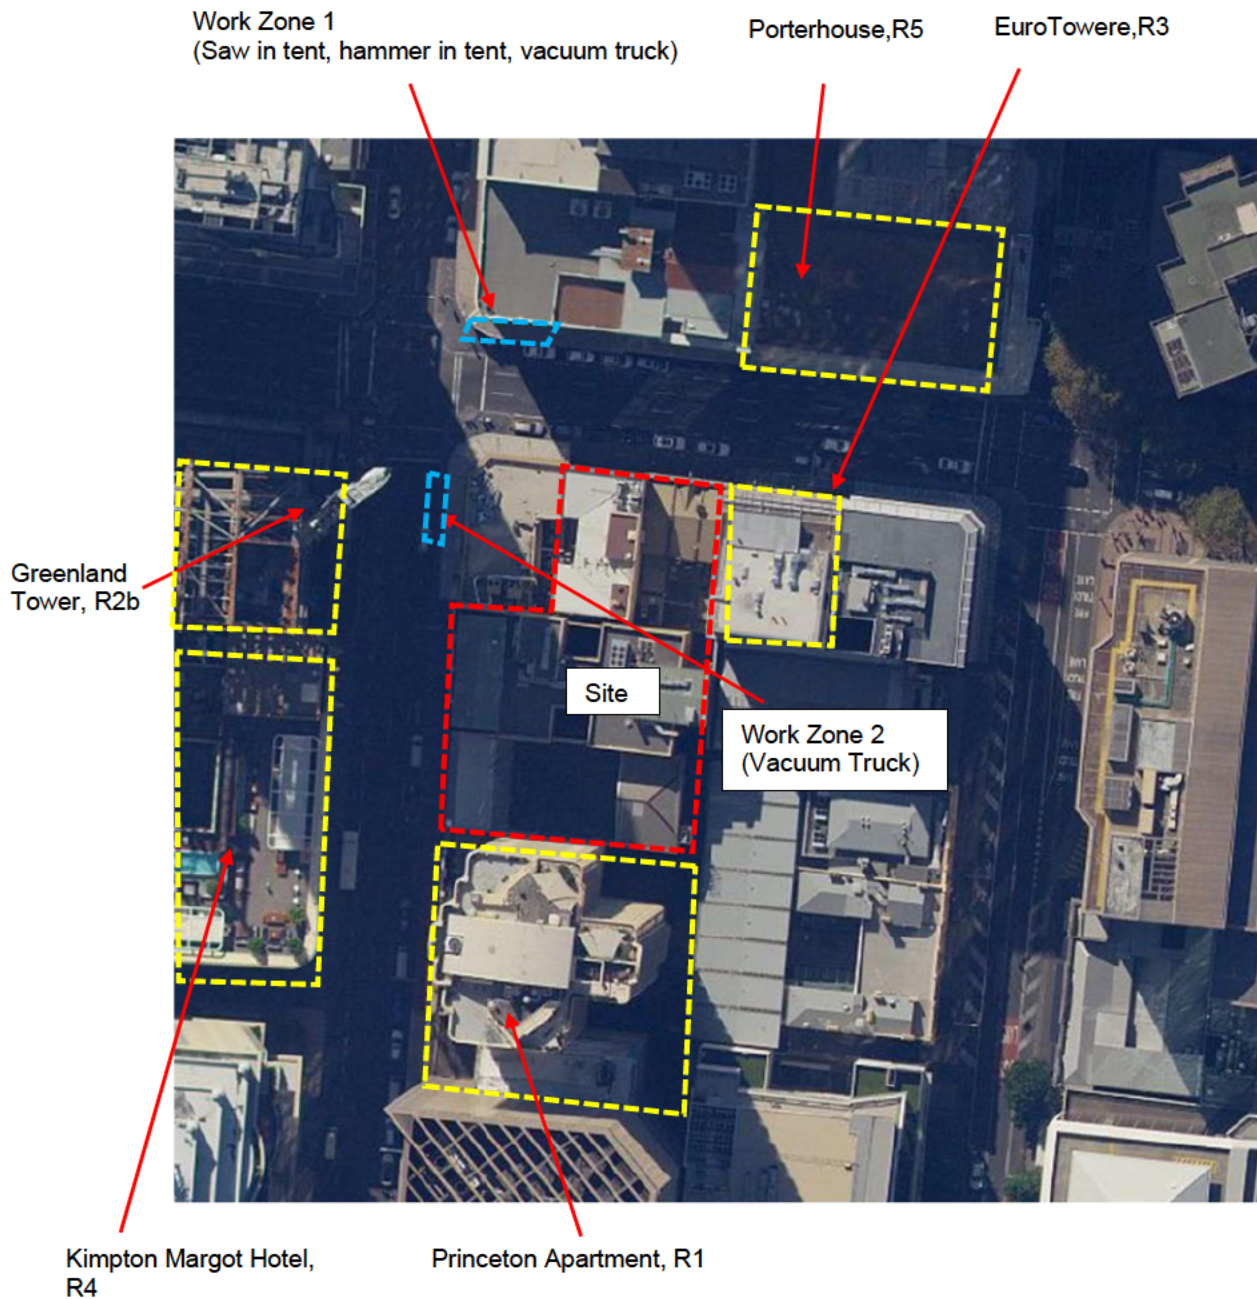 Work Zone 1
(Saw in tent, hammer in tent, vacuum truck)
Porterhouse,R5
EuroTowere,R3
Greenland
Tower, R2b
Site
Work Zone 2
(Vacuum Truck)
Kimpton Margot Hotel,
R4
Princeton Apartment, R1